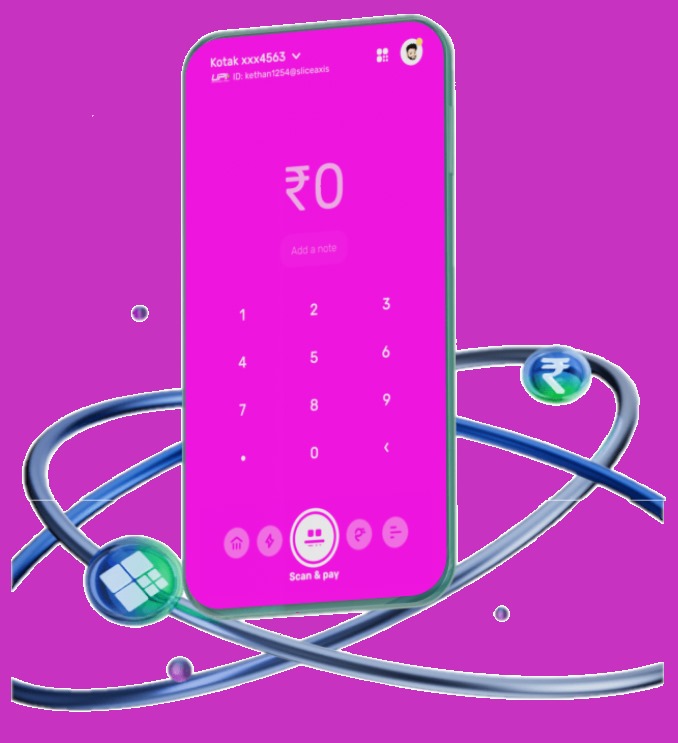 Kotak xxx4563
UPI ID: kethan1254@sliceaxis
₹0
Add a note
1 2 3
4 5 6
7 8 9
. 0 ‹
Scan & pay
₹